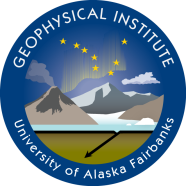 GEOPHYSICAL INSTITUTE
University of Alaska Fairbanks